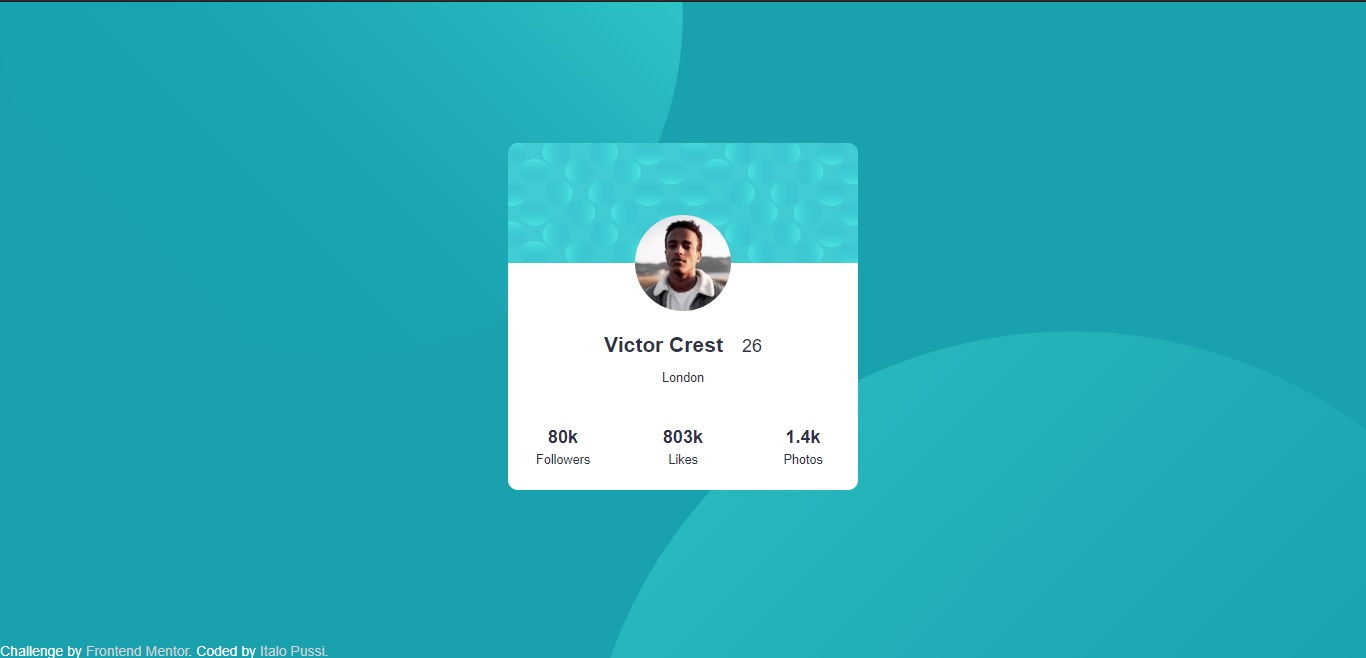 Victor Crest 26
London
80k 803k 1.4k
Followers Likes Photos
Challenge by Frontend Mentor. Coded by Italo Pussi.